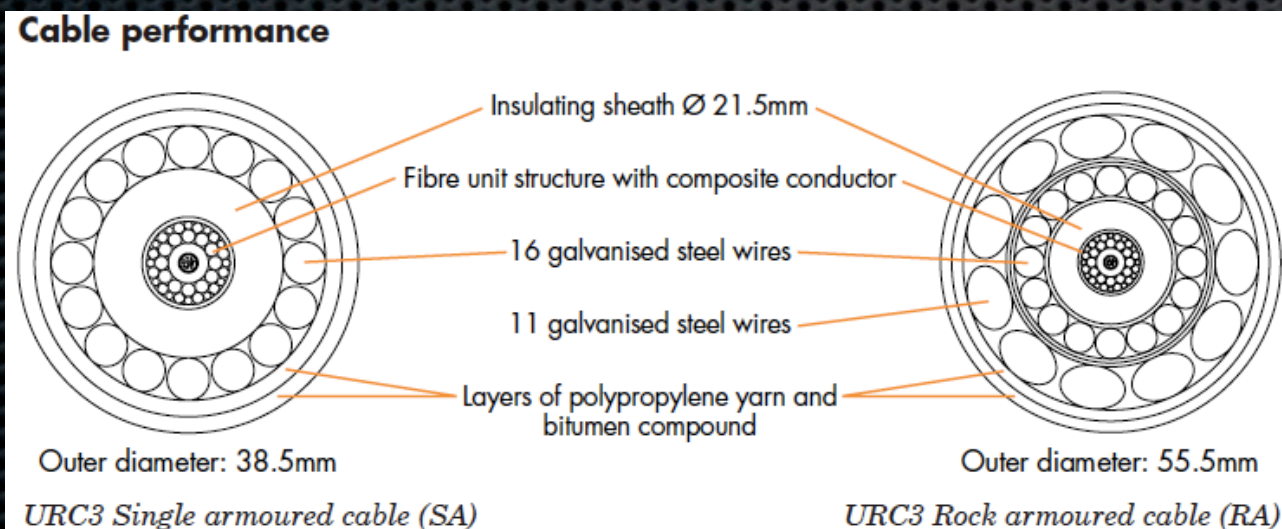 Cable performance
Insulating sheath Ø 21.5mm
Fibre unit structure with composite conductor
16 galvanised steel wires
11 galvanised steel wires
Layers of polypropylene yarn and
bitumen compound
Outer diameter: 38.5mm
Outer diameter: 55.5mm
URC3 Single armoured cable (SA)
URC3 Rock armoured cable (RA)